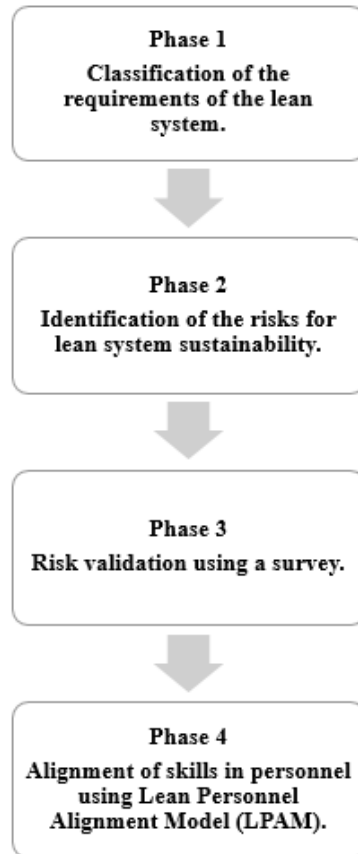 Phase 1
Classification of the
requirements of the lean
system.
Phase 2
Identification of the risks for
lean system sustainability.
Phase 3
Risk validation using a survey.
Phase 4
Alignment of skills in personnel
using Lean Personnel
Alignment Model (LPAM).